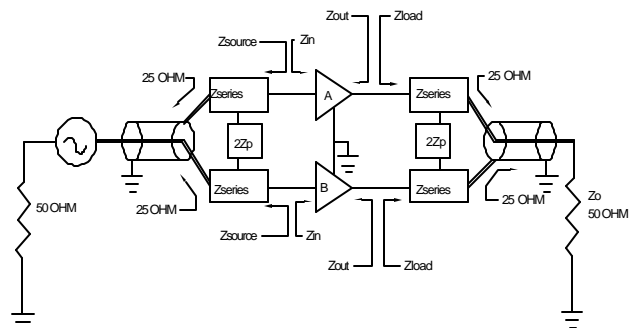 Zout Zload
Zsource Zin
25 OHM Zseries A Zseries 25 OHM
2Zp 2Zp
50 OHM 25 OHM Zseries B Zseries 25 OHM Zo
50 OHM
Zsource Zin
Zout Zload